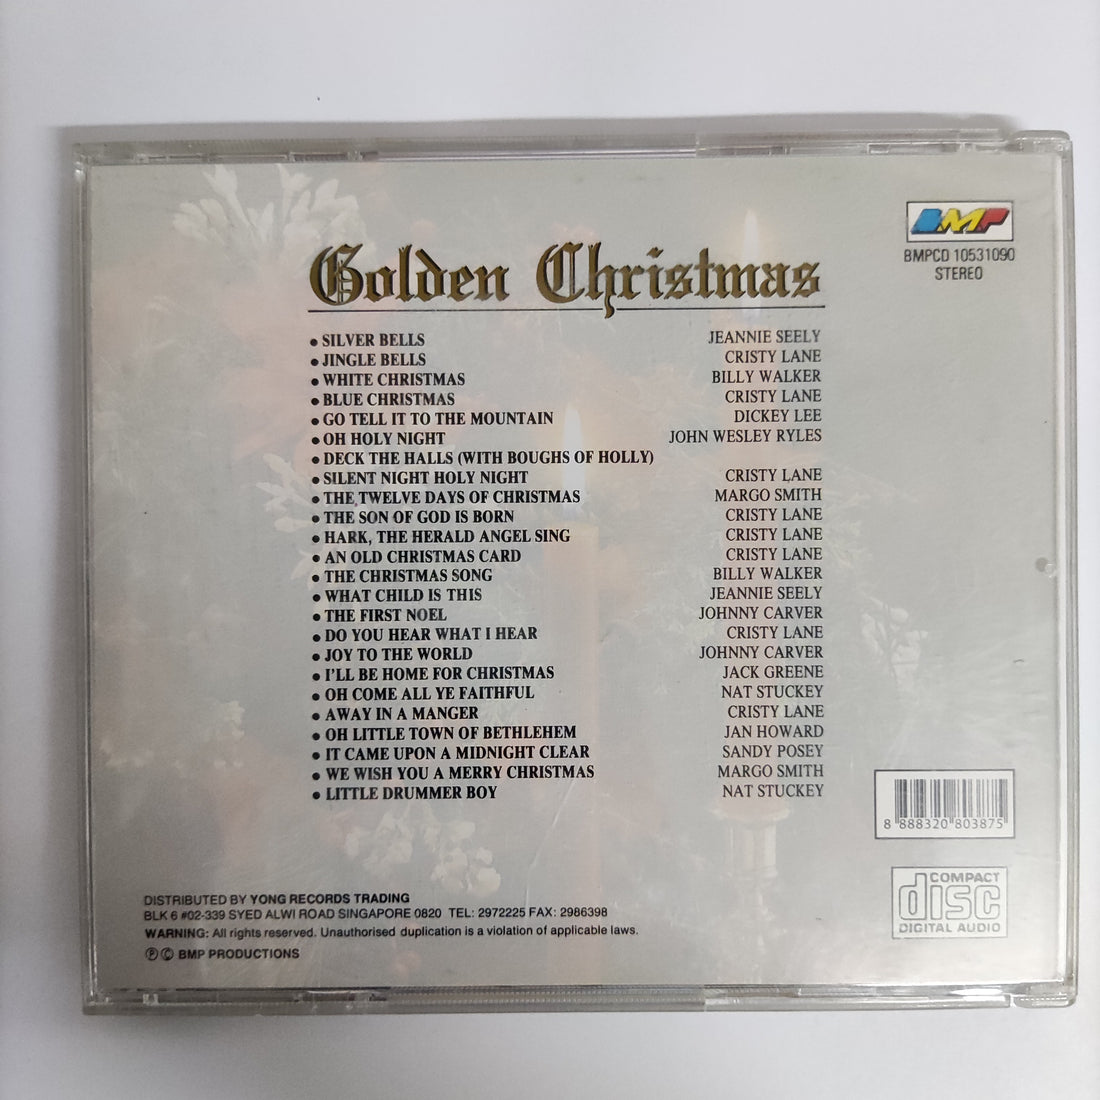 BMP
BMPCD 10531090
STEREO
Golden Christmas
• SILVER BELLS JEANNIE SEELY
• JINGLE BELLS CRISTY LANE
• WHITE CHRISTMAS BILLY WALKER
• BLUE CHRISTMAS CRISTY LANE
• GO TELL IT TO THE MOUNTAIN DICKEY LEE
• OH HOLY NIGHT JOHN WESLEY RYLES
• DECK THE HALLS (WITH BOUGHS OF HOLLY)
• SILENT NIGHT HOLY NIGHT CRISTY LANE
• THE TWELVE DAYS OF CHRISTMAS MARGO SMITH
• THE SON OF GOD IS BORN CRISTY LANE
• HARK, THE HERALD ANGEL SING CRISTY LANE
• AN OLD CHRISTMAS CARD CRISTY LANE
• THE CHRISTMAS SONG BILLY WALKER
• WHAT CHILD IS THIS JEANNIE SEELY
• THE FIRST NOEL JOHNNY CARVER
• DO YOU HEAR WHAT I HEAR CRISTY LANE
• JOY TO THE WORLD JOHNNY CARVER
• I'LL BE HOME FOR CHRISTMAS JACK GREENE
• OH COME ALL YE FAITHFUL NAT STUCKEY
• AWAY IN A MANGER CRISTY LANE
• OH LITTLE TOWN OF BETHLEHEM JAN HOWARD
• IT CAME UPON A MIDNIGHT CLEAR SANDY POSEY
• WE WISH YOU A MERRY CHRISTMAS MARGO SMITH
• LITTLE DRUMMER BOY NAT STUCKEY
8 888320 803875
COMPACT
disc
DIGITAL AUDIO
DISTRIBUTED BY YONG RECORDS TRADING
BLK 6 #02-339 SYED ALWI ROAD SINGAPORE 0820 TEL: 2972225 FAX: 2986398
WARNING: All rights reserved. Unauthorised duplication is a violation of applicable laws.
Ⓟ Ⓒ BMP PRODUCTIONS